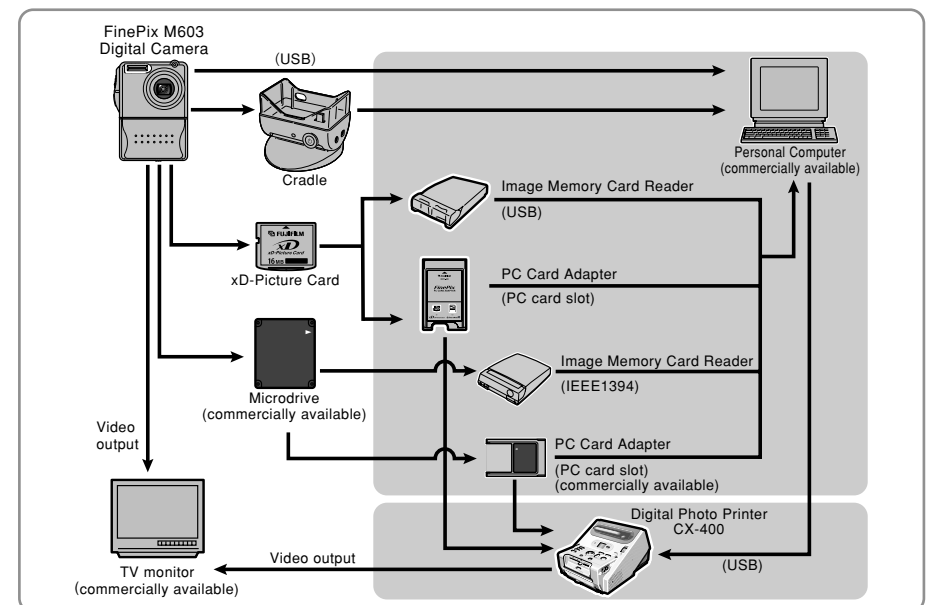 FinePix M603
Digital Camera
(USB)
Personal Computer
(commercially available)
Cradle
Image Memory Card Reader
(USB)
FUJIFILM
xD
xD-Picture Card
16MB
xD-Picture Card
PC Card Adapter
(PC card slot)
FinePix
Image Memory Card Reader
(IEEE1394)
Microdrive
(commercially available)
Video
output
PC Card Adapter
(PC card slot)
(commercially available)
Digital Photo Printer
CX-400
(USB)
Video output
TV monitor
(commercially available)